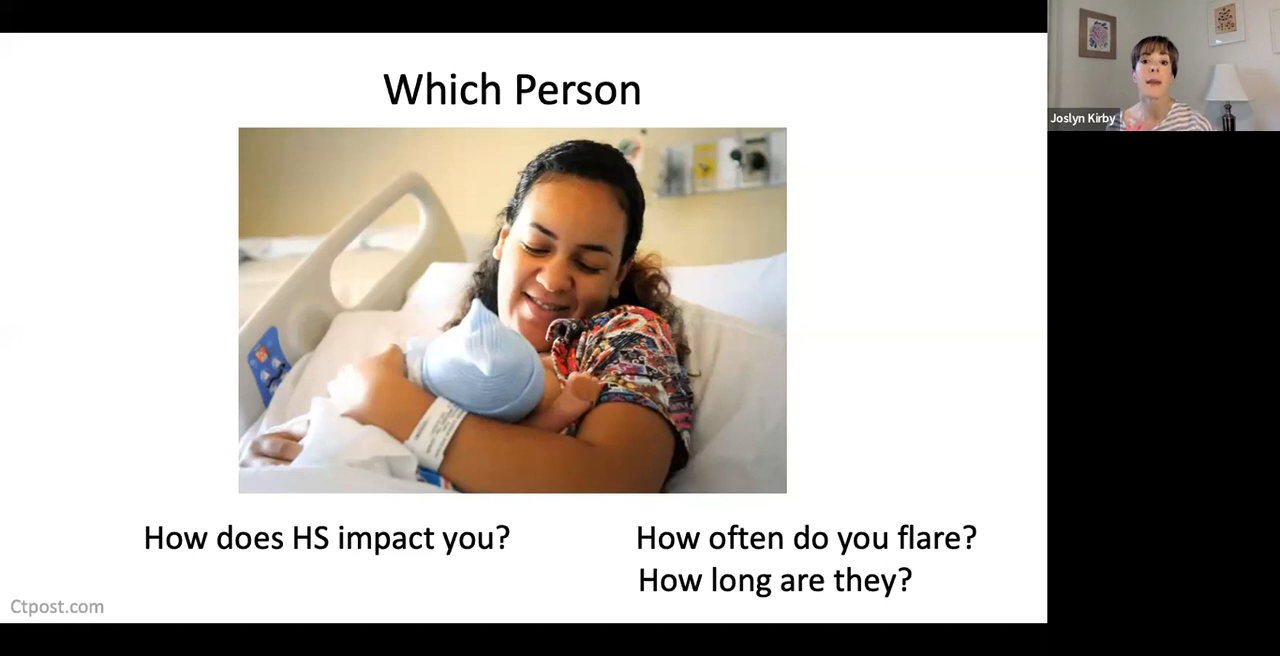 Which Person
How does HS impact you?
How often do you flare?
How long are they?
Ctpost.com
Joslyn Kirby